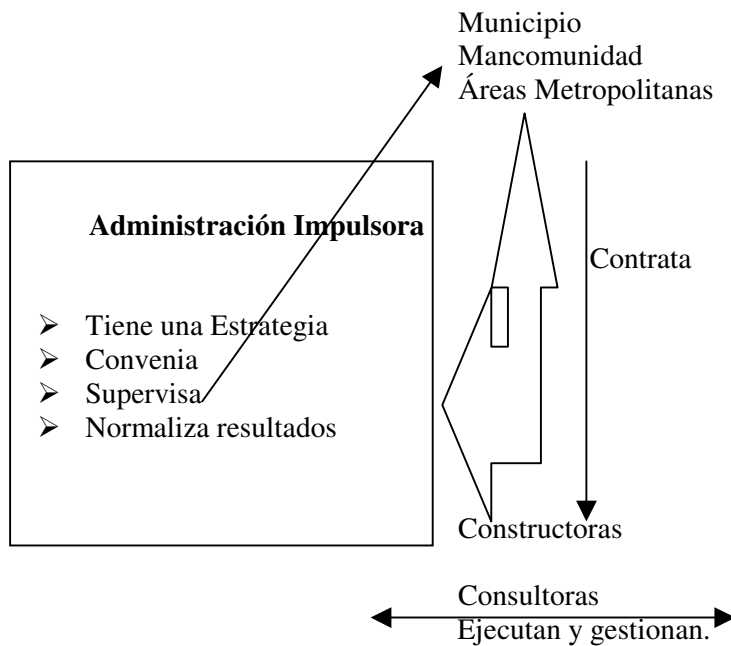 Municipio
Mancomunidad
Áreas Metropolitanas
Administración Impulsora
Contrata
➢ Tiene una Estrategia
➢ Convenia
➢ Supervisa
➢ Normaliza resultados
Constructoras
Consultoras
Ejecutan y gestionan.